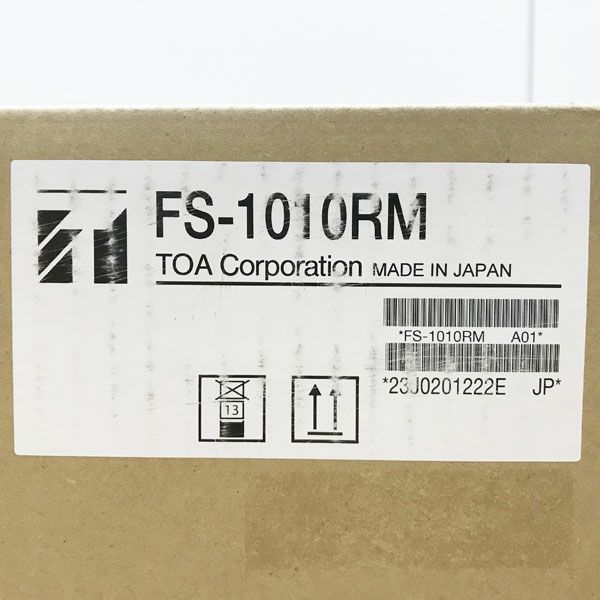 FS-1010RM
TOA Corporation MADE IN JAPAN
*FS-1010RM A01*
*23J0201222E JP*
13